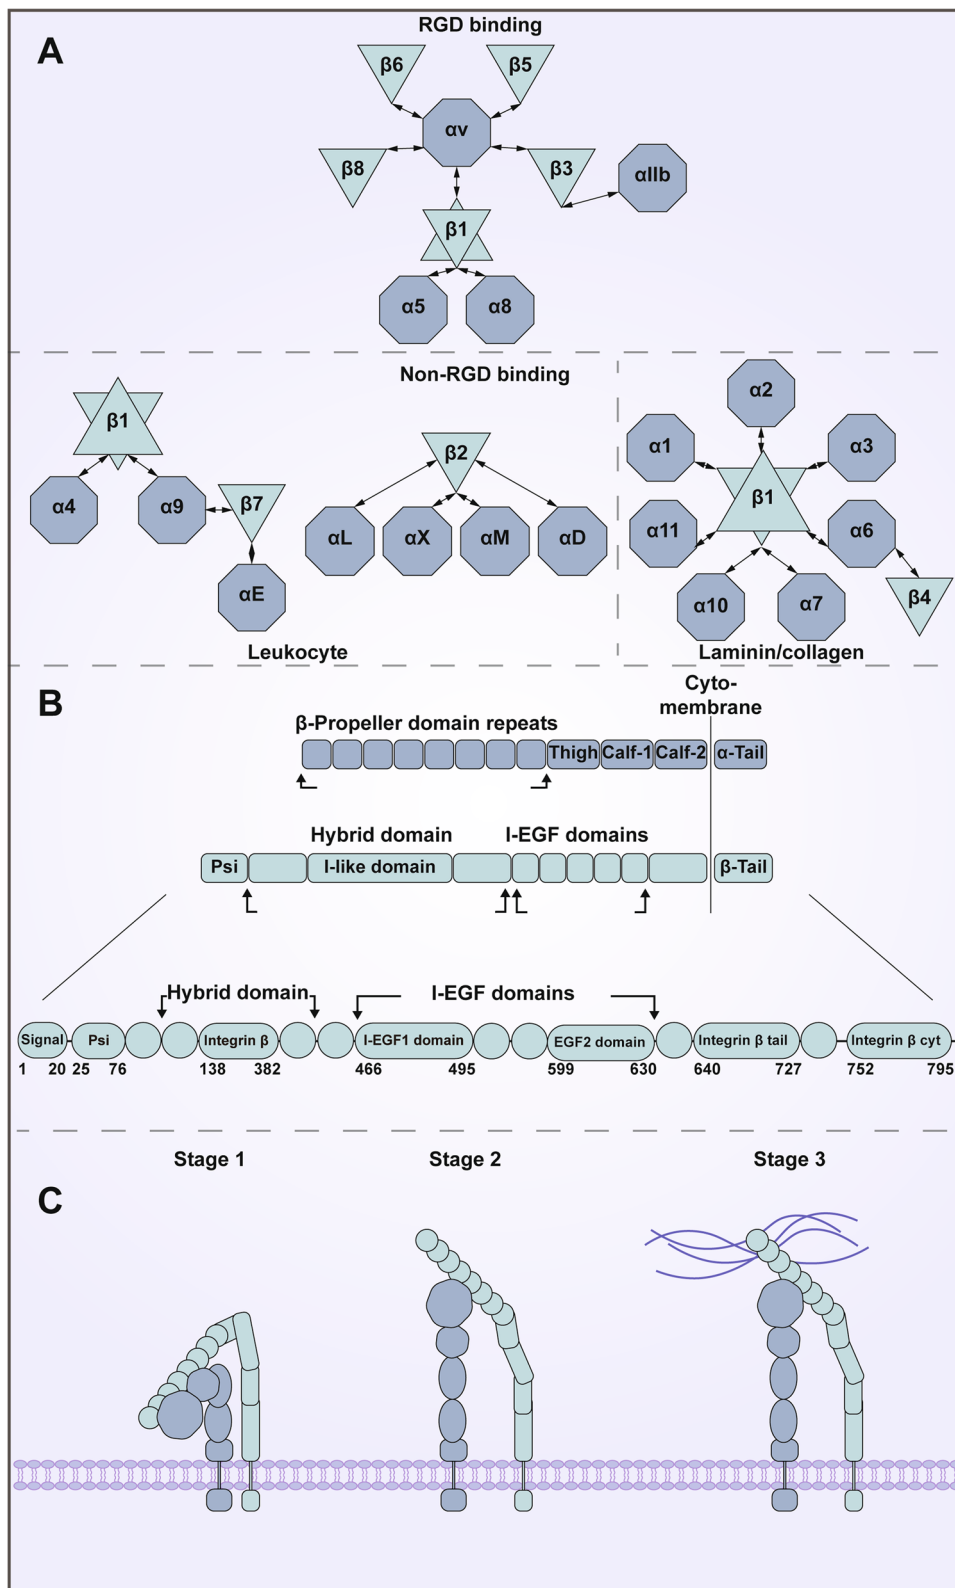 A
RGD binding
β6
β5
αv
β8
β3
αIIb
β1
α5
α8
Non-RGD binding
β1
α4
α9
β7
αE
β2
αL
αX
αM
αD
Leukocyte
α2
α1
α3
β1
α11
α6
α10
α7
β4
Laminin/collagen
B
Cyto-
membrane
β-Propeller domain repeats
Thigh Calf-1 Calf-2 α-Tail
Hybrid domain I-EGF domains
Psi I-like domain β-Tail
Hybrid domain I-EGF domains
Signal Psi Integrin β I-EGF1 domain EGF2 domain Integrin β tail Integrin β cyt
1 20 25 76 138 382 466 495 599 630 640 727 752 795
Stage 1 Stage 2 Stage 3
C